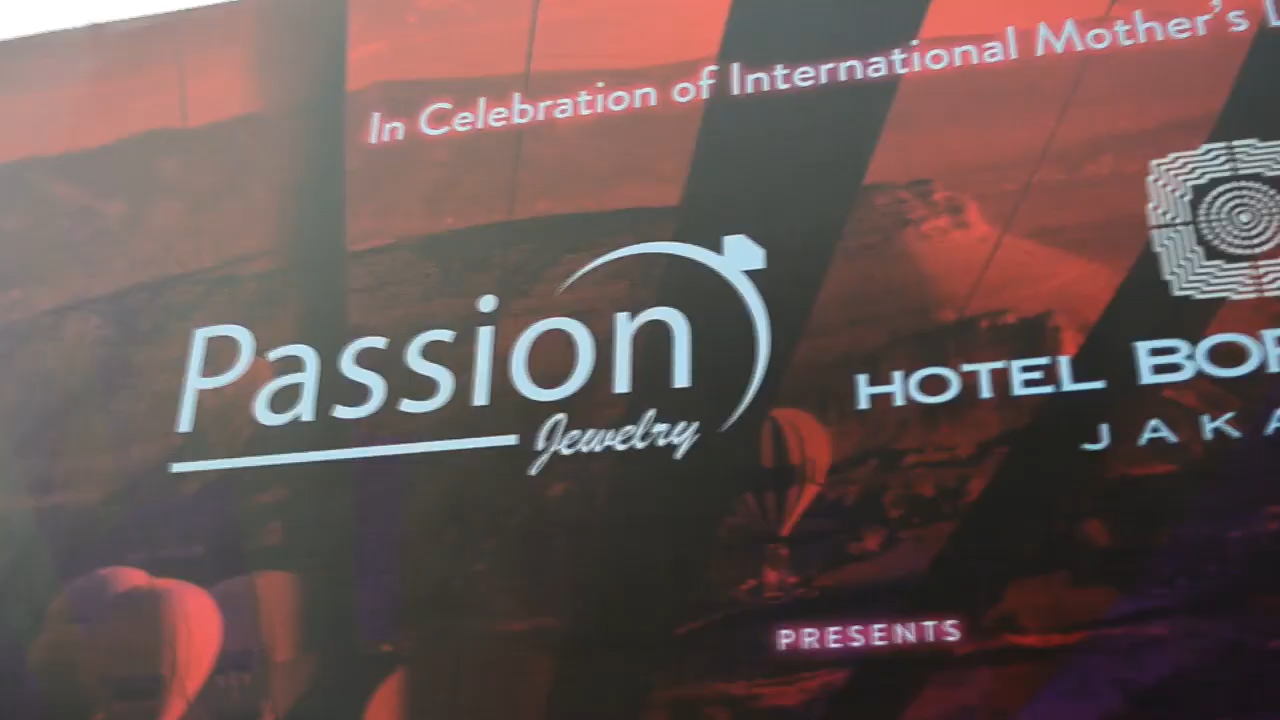 In Celebration of International Mother's
Passion
Jewelry
HOTEL
PRESENTS